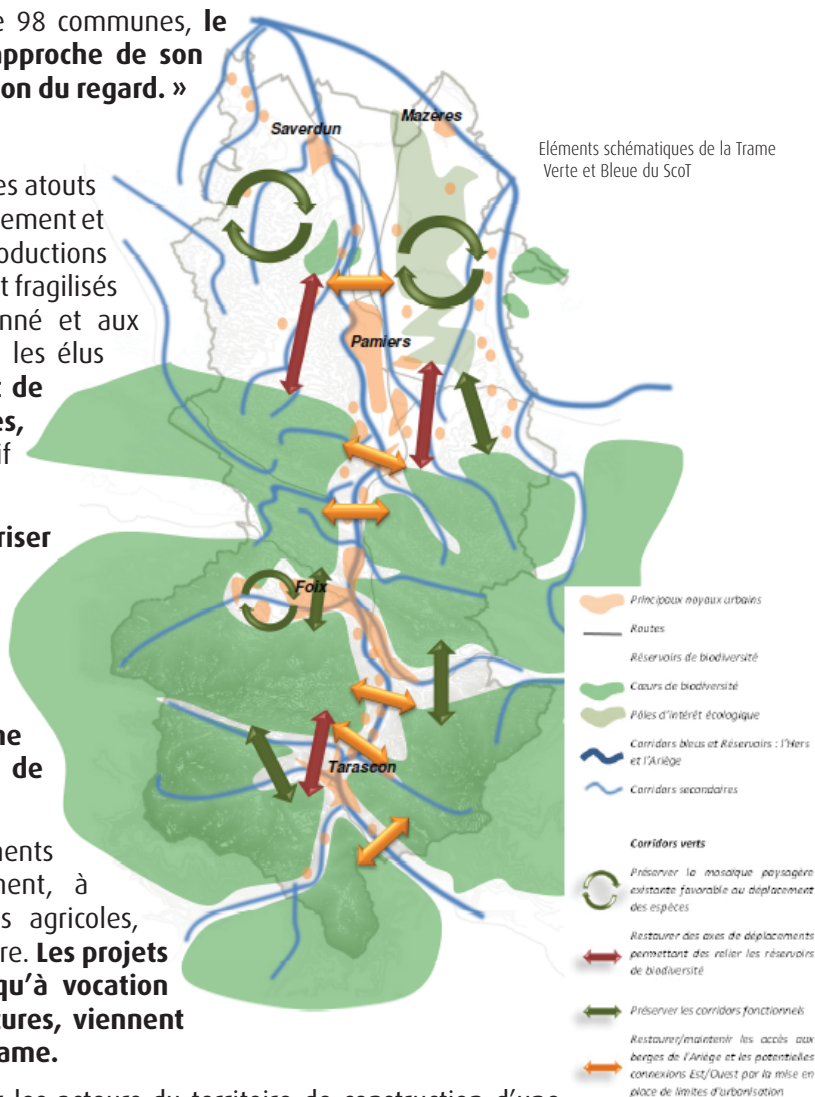 e 98 communes, le
approche de son
ion du regard. »
es atouts
ement et
oductions
t fragilisés
nné et aux
les élus
t de
es,
if
riser
ne
de
ments
ment, à
s agricoles,
re. Les projets
qu'à vocation
tures, viennent
rame.
r les acteurs du territoire de construction d'une
Eléments schématiques de la Trame
Verte et Bleue du ScoT
Saverdun
Mazères
Pamiers
Foix
Tarascon
Principaux noyaux urbains
Routes
Réservoirs de biodiversité
Cœurs de biodiversité
Pôles d'intérêt écologique
Corridors bleus et Réservoirs : l'Hers
et l'Ariège
Corridors secondaires
Corridors verts
Préserver la mosaïque paysagère
existante favorable au déplacement
des espèces
Restaurer des axes de déplacements
permettant des relier les réservoirs
de biodiversité
Préserver les corridors fonctionnels
Restaurer/maintenir les accès aux
berges de l'Ariège et les potentielles
connexions Est/Ouest par la mise en
place de limites d'urbanisation